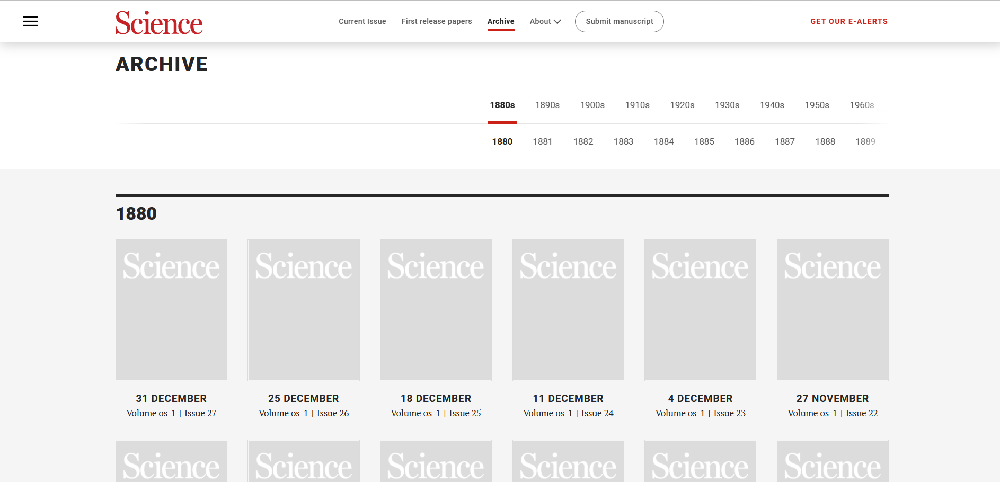 Science
Current Issue
First release papers
Archive
About
Submit manuscript
GET OUR E-ALERTS
ARCHIVE
1880s 1890s 1900s 1910s 1920s 1930s 1940s 1950s 1960s
1880 1881 1882 1883 1884 1885 1886 1887 1888 1889
1880
Science Science Science Science Science Science
31 DECEMBER 25 DECEMBER 18 DECEMBER 11 DECEMBER 4 DECEMBER 27 NOVEMBER
Volume os-1 | Issue 27 Volume os-1 | Issue 26 Volume os-1 | Issue 25 Volume os-1 | Issue 24 Volume os-1 | Issue 23 Volume os-1 | Issue 22
Science Science Science Science Science Science